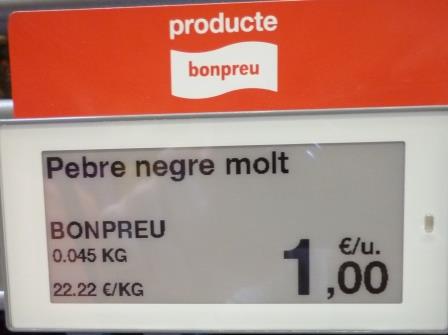 producte
bonpreu
Pebre negre molt
BONPREU
0.045 KG
22.22 €/KG
1,00 €/u.